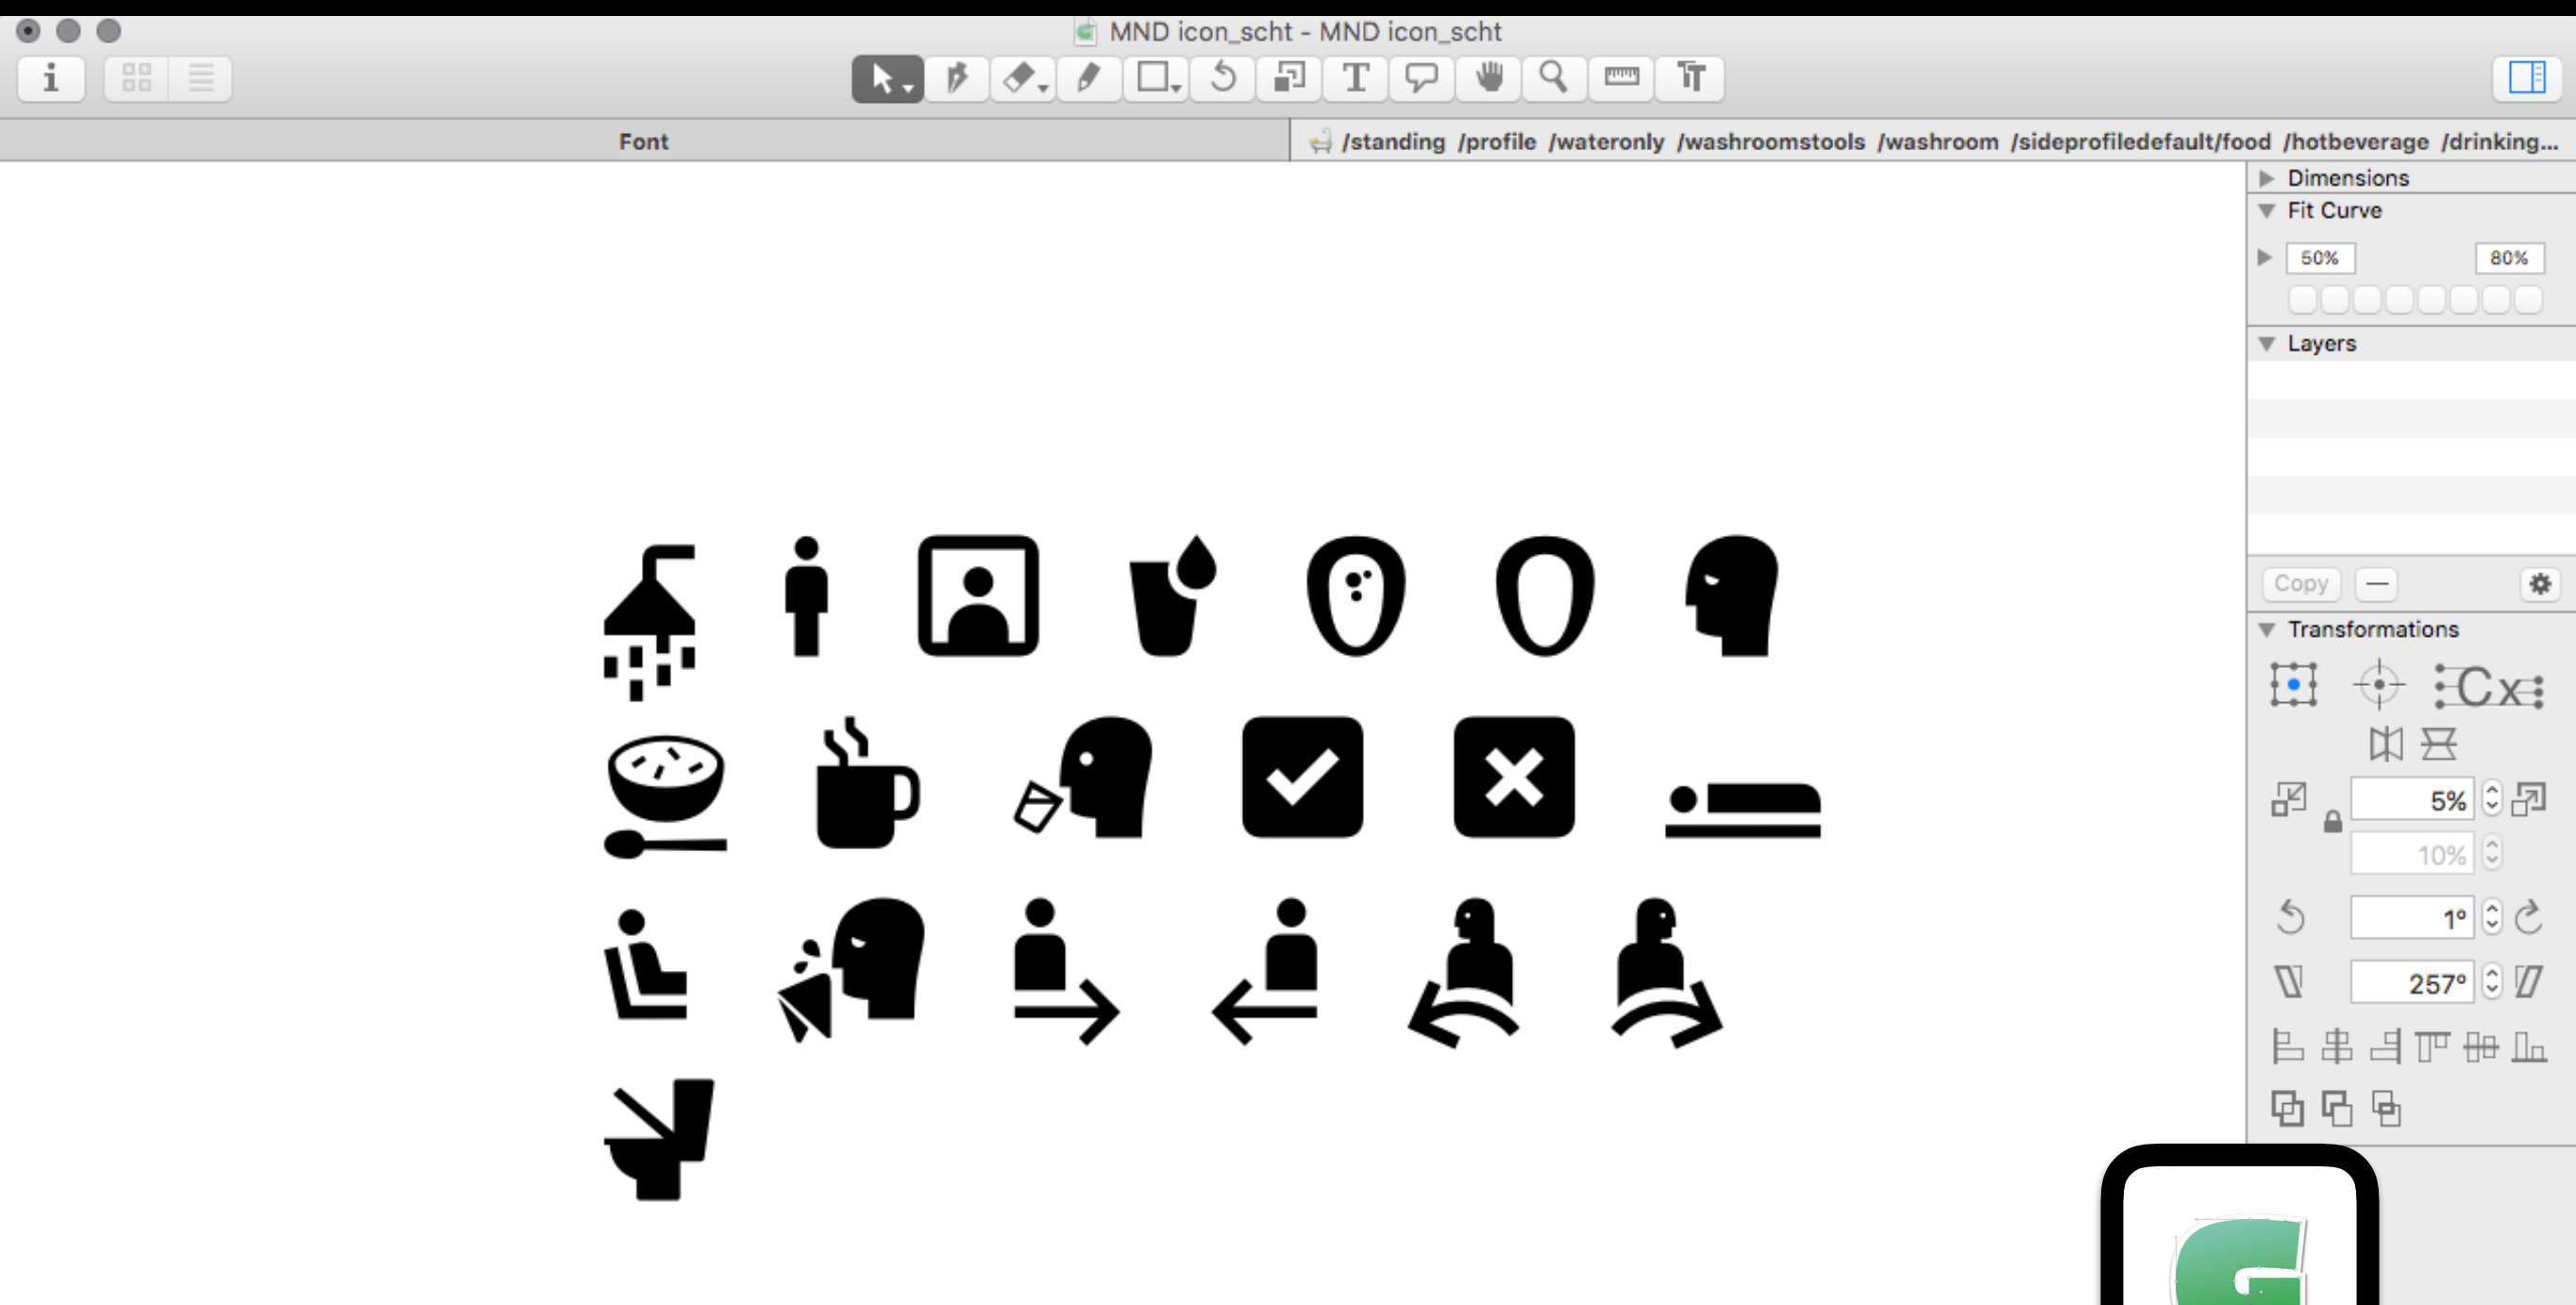 MND icon_scht - MND icon_scht
Font
/standing /profile /wateronly /washroomstools /washroom /sideprofiledefault/food /hotbeverage /drinking...
Dimensions
Fit Curve
50% 80%
Layers
Copy
Transformations
Cx
5%
10%
1°
257°